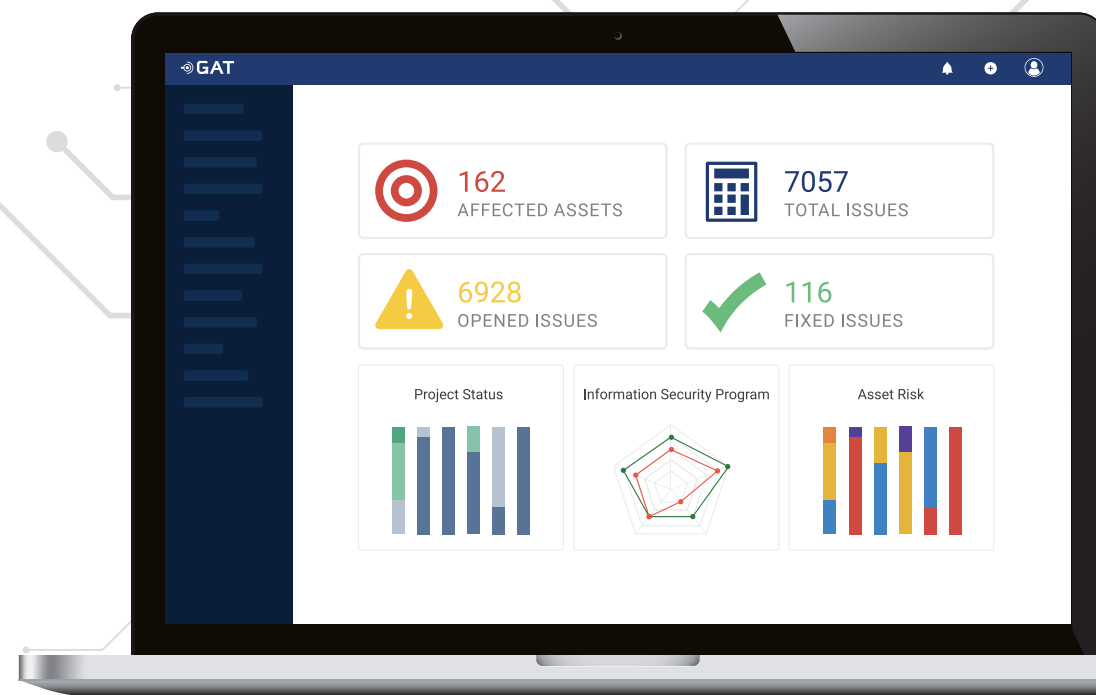 GAT
162
AFFECTED ASSETS
7057
TOTAL ISSUES
6928
OPENED ISSUES
116
FIXED ISSUES
Project Status
Information Security Program
Asset Risk